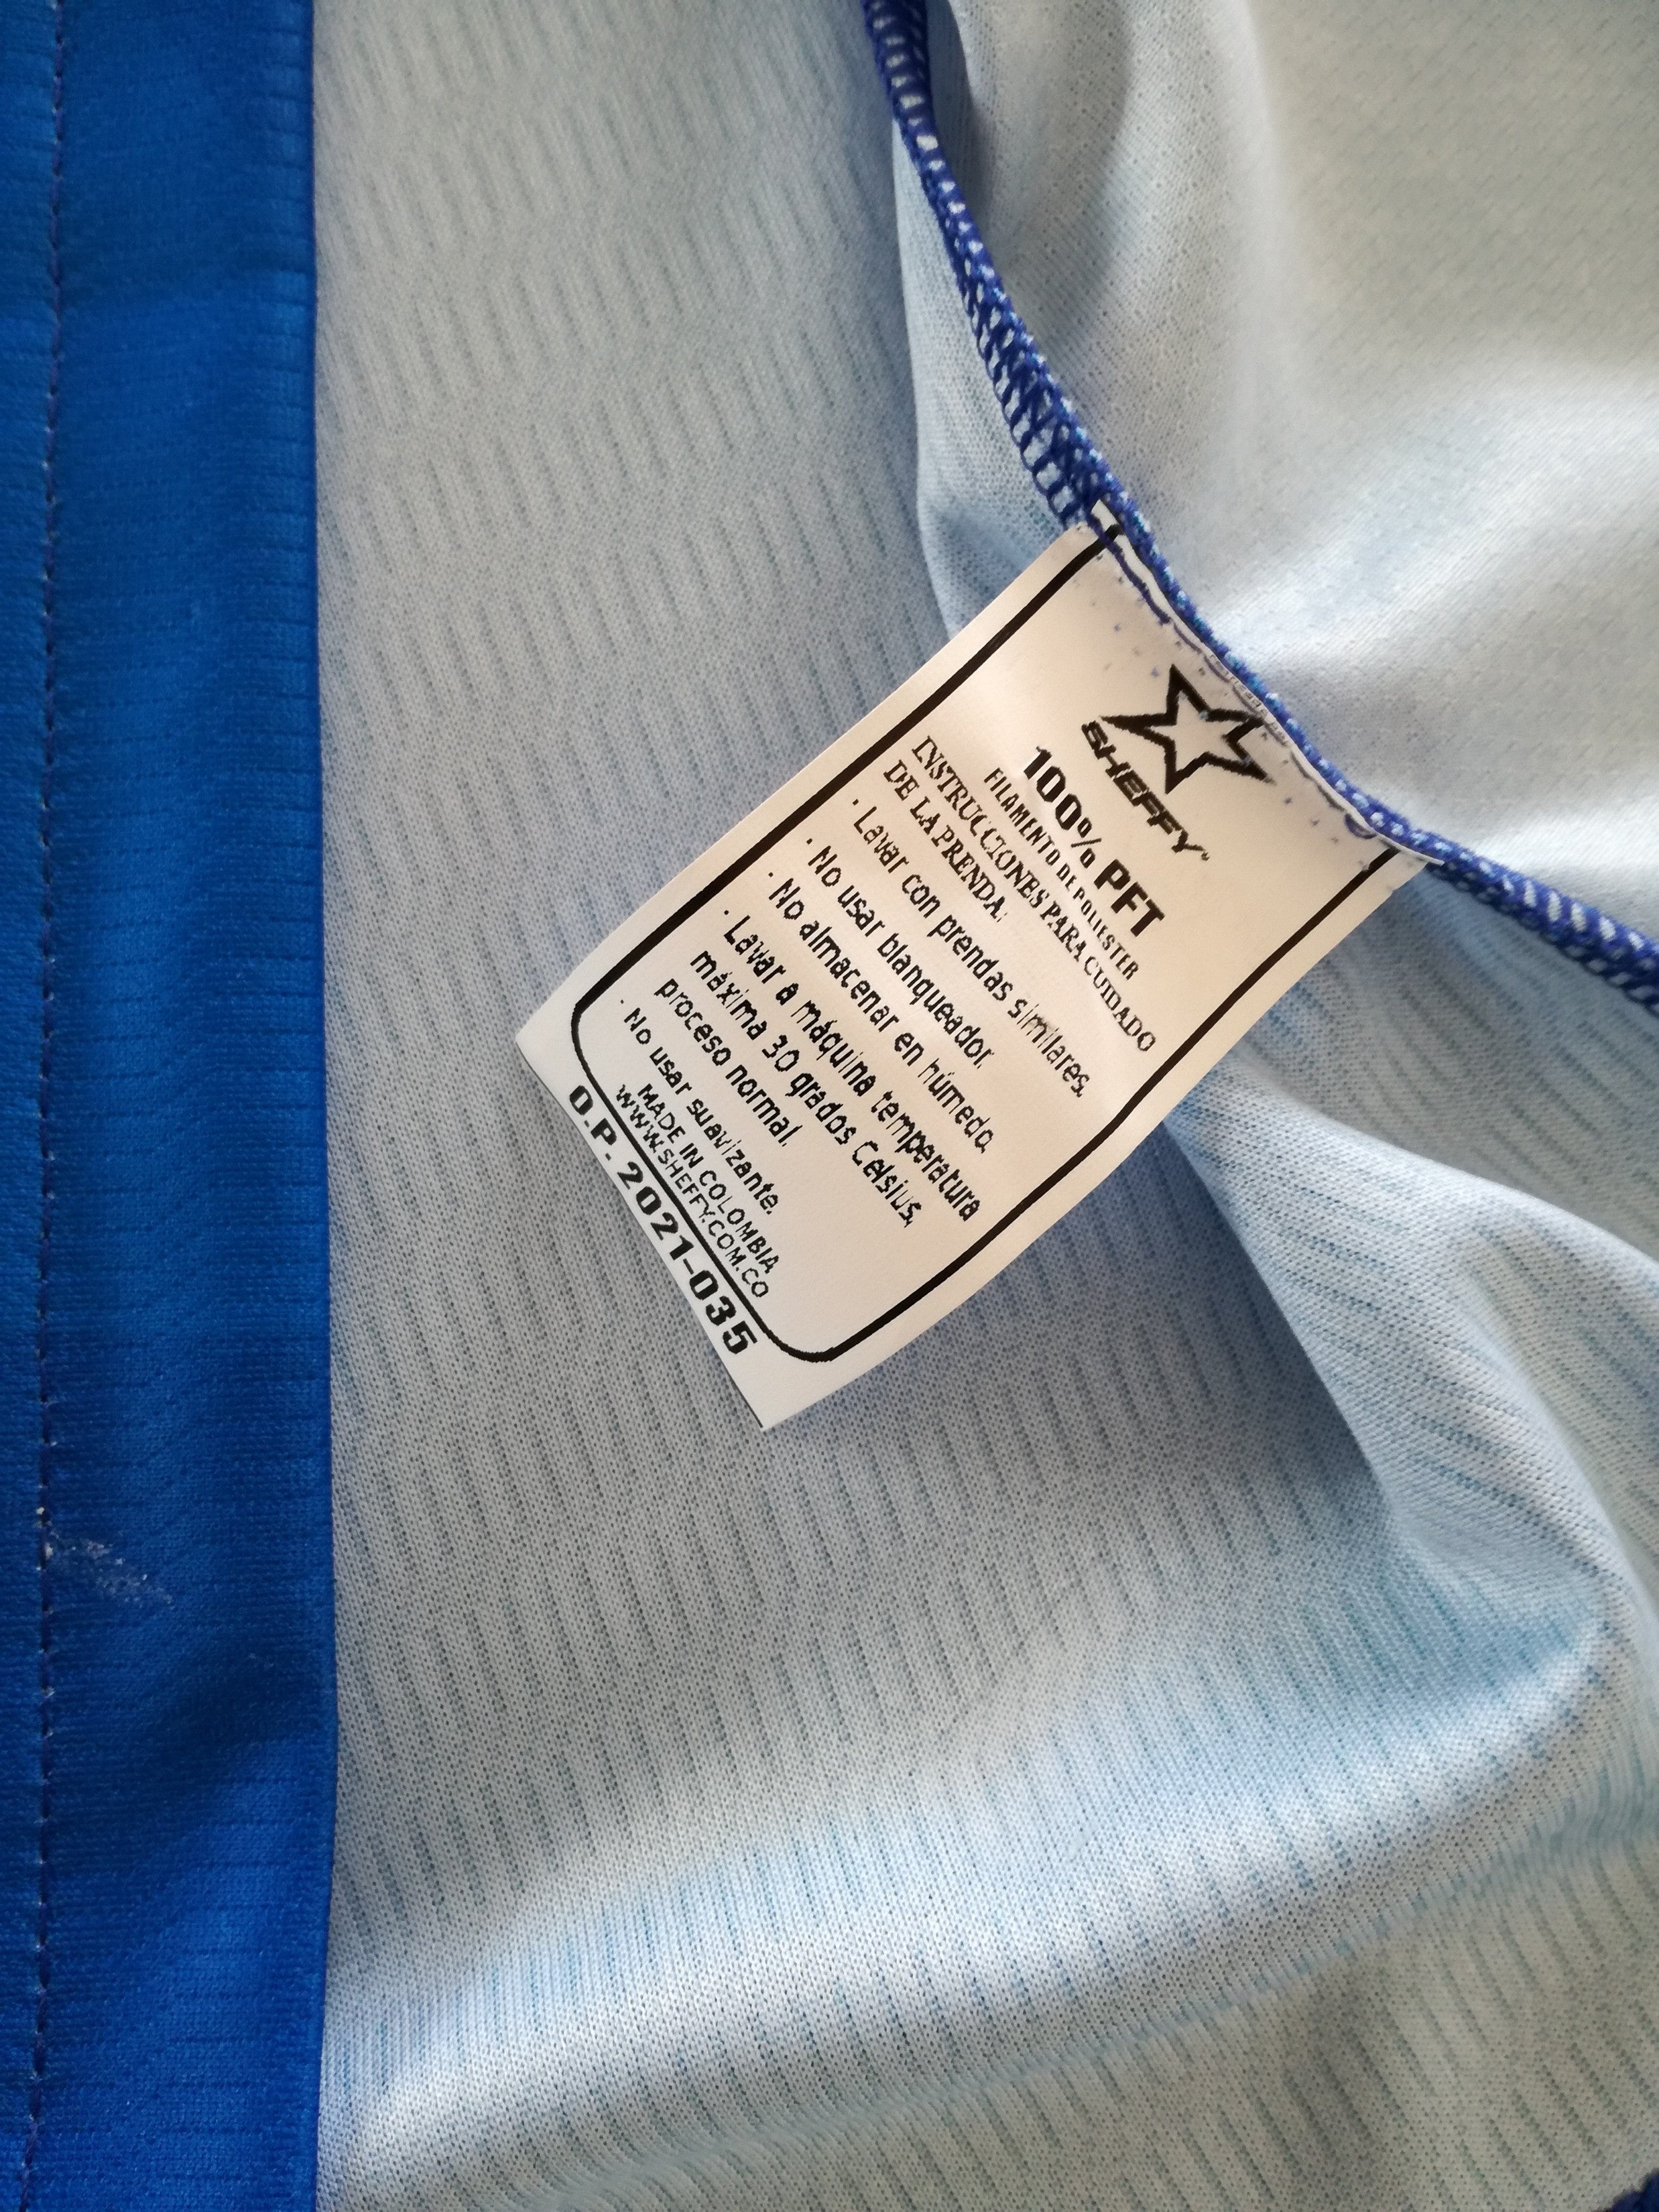 SHEFFY
100% PFT
FILAMENTO DE POLIESTER
INSTRUCCIONES PARA CUIDADO
DE LA PRENDA:
· Lavar con prendas similares.
· No usar blanqueador.
· No almacenar en húmedo.
· Lavar a máquina temperatura
máxima 30 grados Celsius,
proceso normal.
· No usar suavizante.
MADE IN COLOMBIA
WWW.SHEFFY.COM.CO
O.P. 2021-035